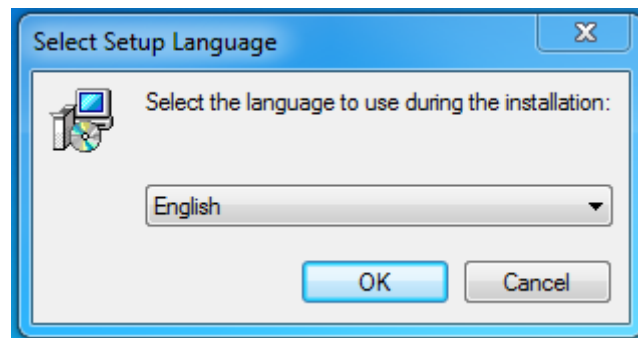 Select Setup Language
Select the language to use during the installation:
English
OK
Cancel